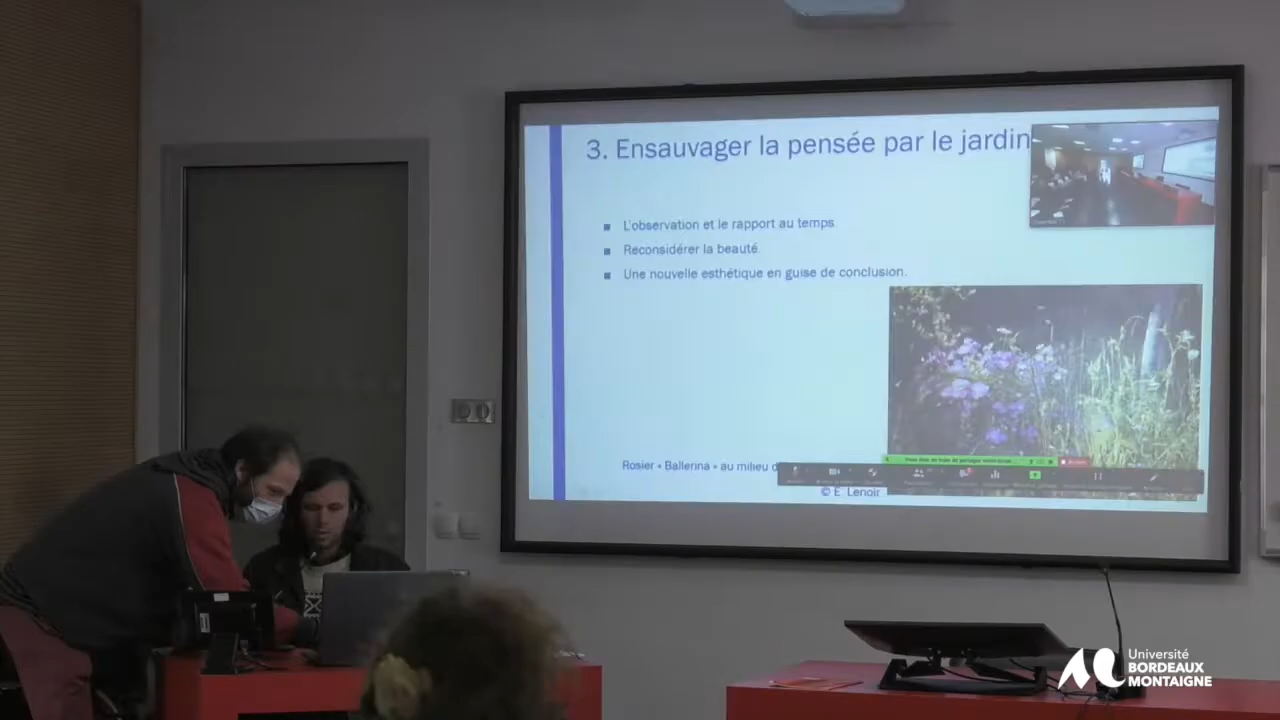 3. Ensauvager la pensée par le jardin
L'observation et le rapport au temps
Reconsidérer la beauté.
Une nouvelle esthétique en guise de conclusion.
Rosier « Ballerina » au milieu d
© E. Lenoir
Université
BORDEAUX
MONTAIGNE